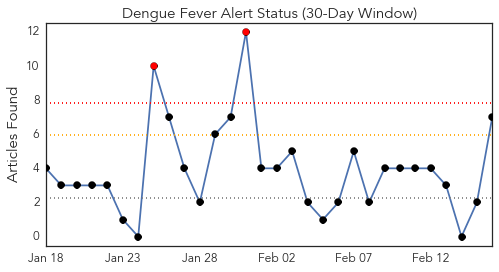 Dengue Fever Alert Status (30-Day Window)
Articles Found
12
10
8
6
4
2
0
Jan 18 Jan 23 Jan 28 Feb 02 Feb 07 Feb 12